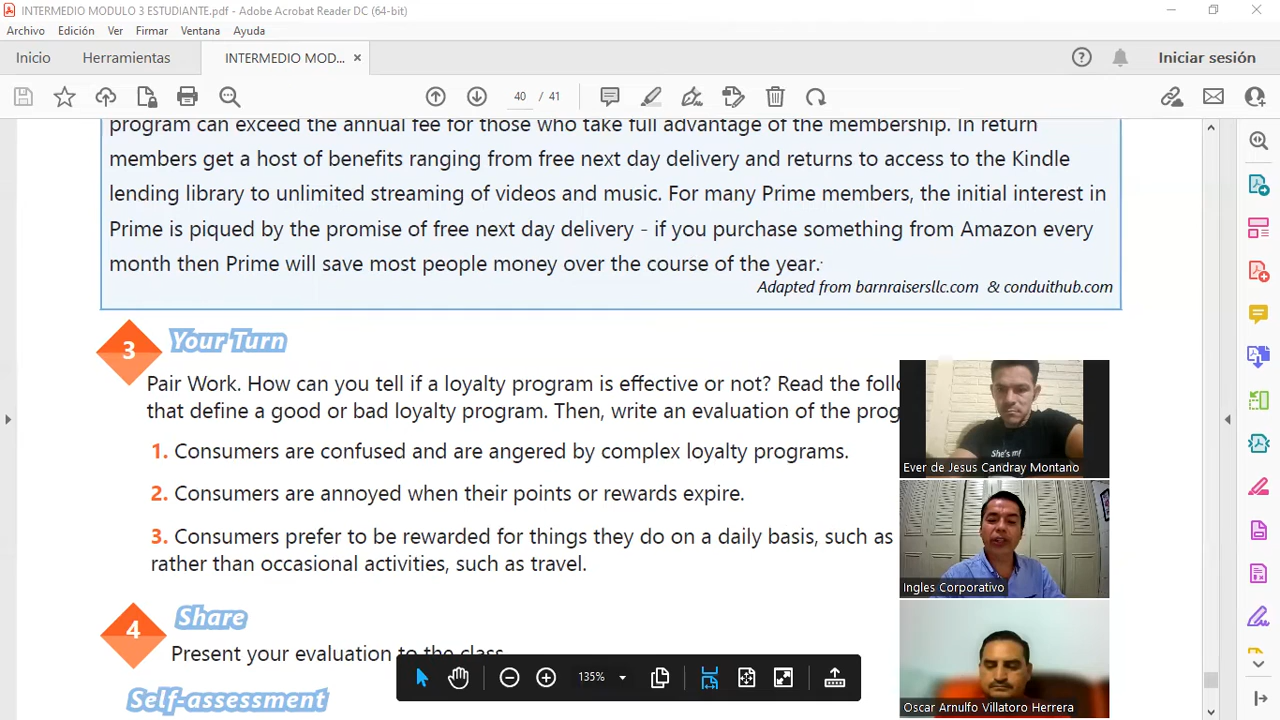 INTERMEDIO MODULO 3 ESTUDIANTE.pdf - Adobe Acrobat Reader DC (64-bit)
Archivo Edición Ver Firmar Ventana Ayuda
Inicio Herramientas INTERMEDIO MOD... × Iniciar sesión
40 / 41
program can exceed the annual fee for those who take full advantage of the membership. In return
members get a host of benefits ranging from free next day delivery and returns to access to the Kindle
lending library to unlimited streaming of videos and music. For many Prime members, the initial interest in
Prime is piqued by the promise of free next day delivery - if you purchase something from Amazon every
month then Prime will save most people money over the course of the year.
Adapted from barnraisersllc.com & conduithub.com
3 Your Turn
Pair Work. How can you tell if a loyalty program is effective or not? Read the
that define a good or bad loyalty program. Then, write an evaluation of the
1. Consumers are confused and are angered by complex loyalty programs.
2. Consumers are annoyed when their points or rewards expire.
3. Consumers prefer to be rewarded for things they do on a daily basis, such as
rather than occasional activities, such as travel.
4 Share
Present your evaluation to the class
Self-assessment
135%
She's my
Ever de Jesus Candray Montano
Ingles Corporativo
Oscar Arnulfo Villatoro Herrera